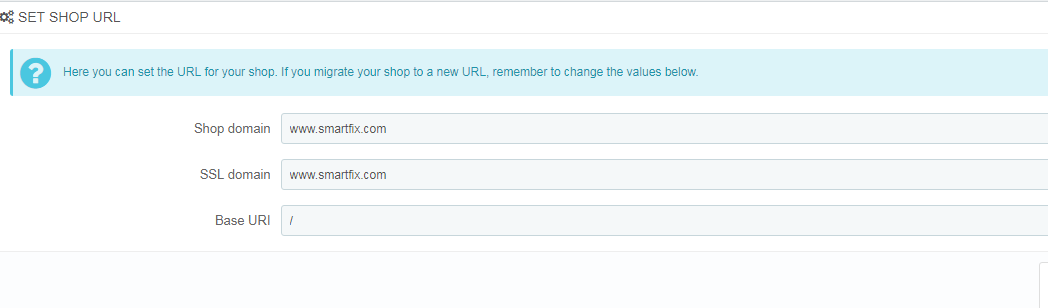 SET SHOP URL
? Here you can set the URL for your shop. If you migrate your shop to a new URL, remember to change the values below.
Shop domain www.smartfix.com
SSL domain www.smartfix.com
Base URI /